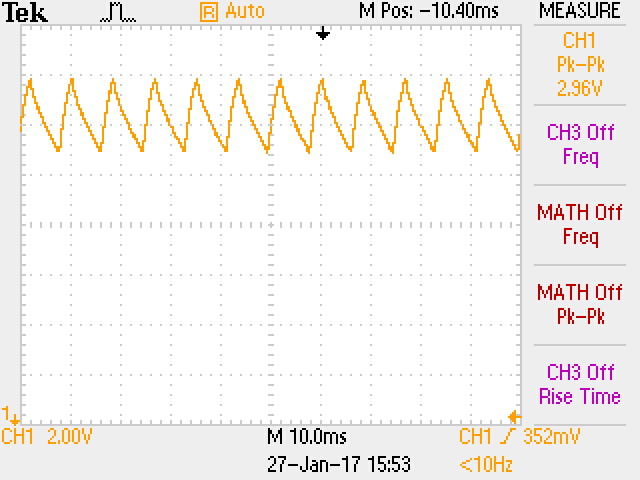 Tek R Auto M Pos: -10.40ms MEASURE
CH1
Pk-Pk
2.96V
CH3 Off
Freq
MATH Off
Freq
MATH Off
Pk-Pk
CH3 Off
Rise Time
1
CH1 2.00V M 10.0ms CH1 352mV
27-Jan-17 15:53 <10Hz